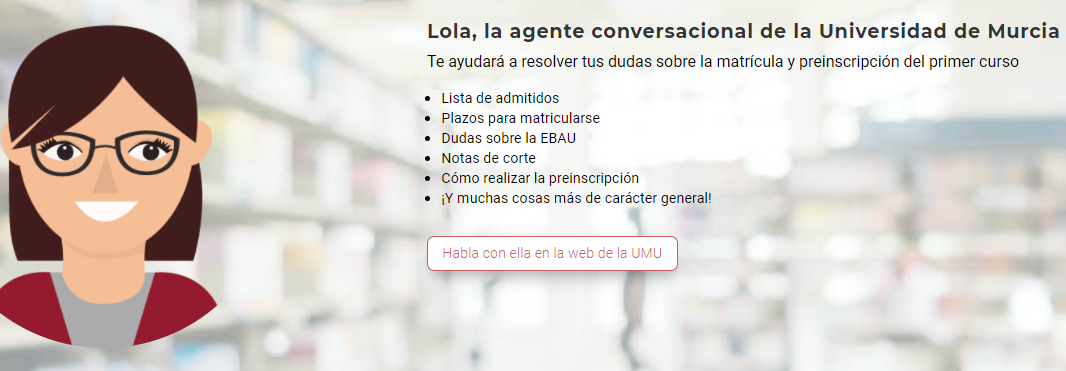 Lola, la agente conversacional de la Universidad de Murcia
Te ayudará a resolver tus dudas sobre la matrícula y preinscripción del primer curso
• Lista de admitidos
• Plazos para matricularse
• Dudas sobre la EBAU
• Notas de corte
• Cómo realizar la preinscripción
• ¡Y muchas cosas más de carácter general!
Habla con ella en la web de la UMU